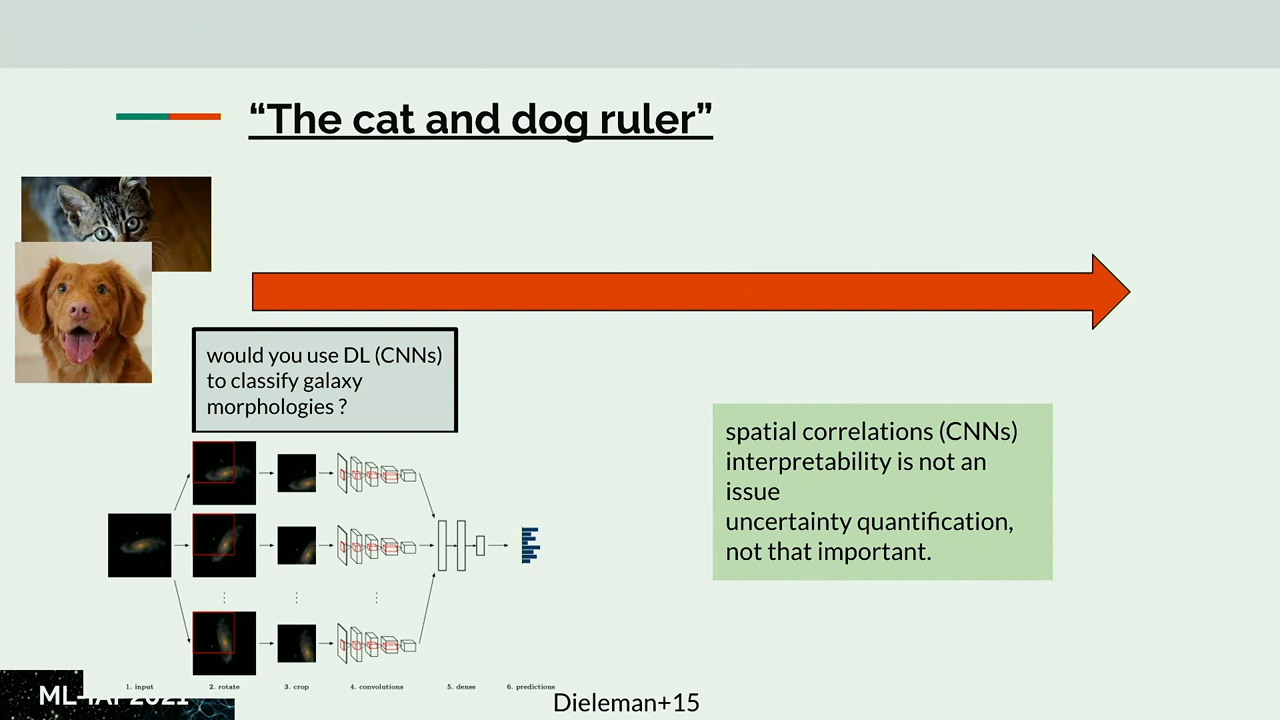 “The cat and dog ruler”
would you use DL (CNNs)
to classify galaxy
morphologies ?
spatial correlations (CNNs)
interpretability is not an
issue
uncertainty quantification,
not that important.
1. input
2. rotate
3. crop
4. convolutions
5. dense
6. predictions
ML-IAP 2021
Dieleman+15